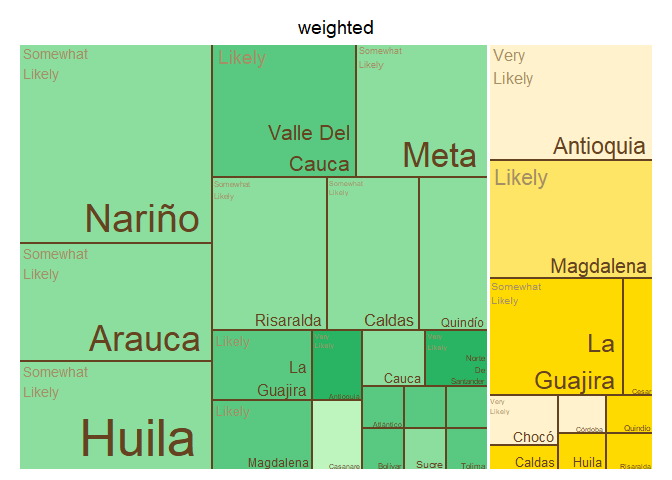 weighted
Somewhat
Likely
Nariño
Somewhat
Likely
Arauca
Somewhat
Likely
Huila
Likely
Valle Del
Cauca
Somewhat
Likely
Meta
Somewhat
Likely
Risaralda
Somewhat
Likely
Caldas
Quindío
Likely
La
Guajira
Very
Likely
Antioquia
Cauca
Very
Likely
Norte
De
Santander
Likely
Magdalena
Casanare
Atlántico
Bolívar
Sucre
Tolima
Very
Likely
Antioquia
Likely
Magdalena
Somewhat
Likely
La
Guajira
Cesar
Very
Likely
Chocó
Córdoba
Quindío
Caldas
Huila
Risaralda